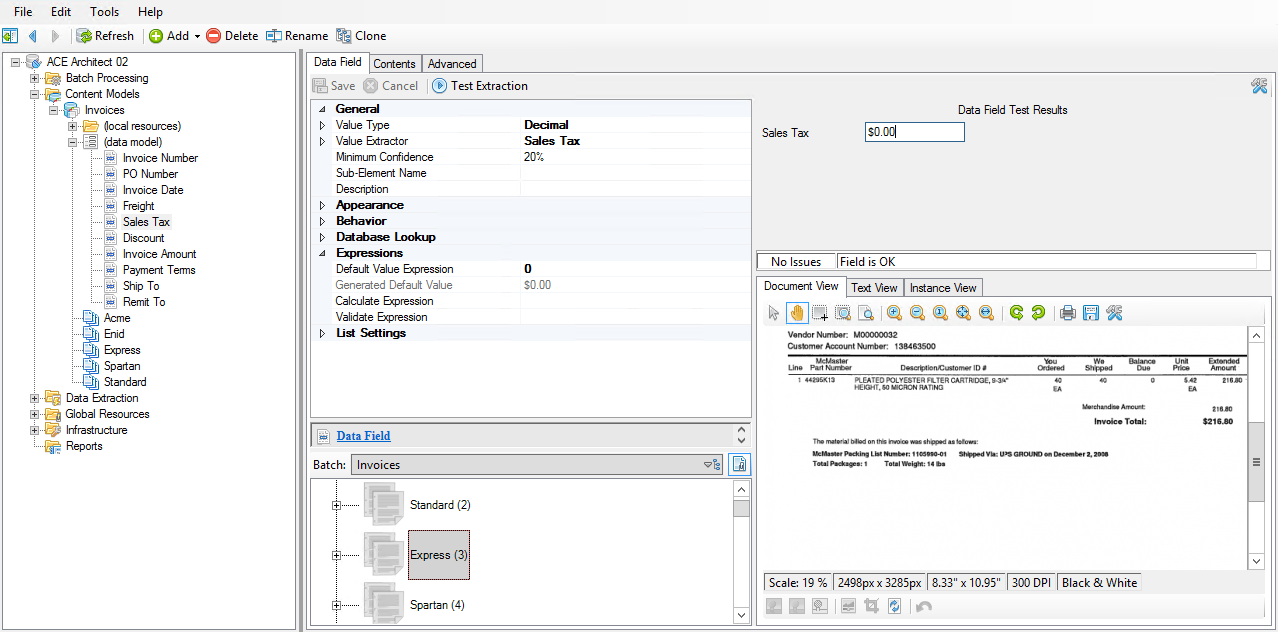 File Edit Tools Help
Refresh Add Delete Rename Clone
ACE Architect 02
Batch Processing
Content Models
Invoices
(local resources)
(data model)
Invoice Number
PO Number
Invoice Date
Freight
Sales Tax
Discount
Invoice Amount
Payment Terms
Ship To
Remit To
Acme
Enid
Express
Spartan
Standard
Data Extraction
Global Resources
Infrastructure
Reports
Data Field Contents Advanced
Save Cancel Test Extraction
General
Value Type Decimal
Value Extractor Sales Tax
Minimum Confidence 20%
Sub-Element Name
Description
Appearance
Behavior
Database Lookup
Expressions
Default Value Expression 0
Generated Default Value $0.00
Calculate Expression
Validate Expression
List Settings
Data Field
Batch: Invoices
Standard (2)
Express (3)
Spartan (4)
Data Field Test Results
Sales Tax $0.00
No Issues Field is OK
Document View Text View Instance View
Vendor Number: M00000032
Customer Account Number: 138463500
McMaster You We Balance Unit Extended
Line Part Number Description/Customer ID # Ordered Shipped Due Price Amount
1 44295K13 PLEATED POLYESTER FILTER CARTRIDGE, 9-3/4" 40 40 0 5.42 216.80
HEIGHT, 50 MICRON RATING EA EA
Merchandise Amount: 216.80
Invoice Total: $216.80
The material billed on this invoice was shipped as follows:
McMaster Packing List Number: 1105990-01 Shipped Via: UPS GROUND on December 2, 2008
Total Packages: 1 Total Weight: 14 lbs
Scale: 19 % 2498px x 3285px 8.33" x 10.95" 300 DPI Black & White